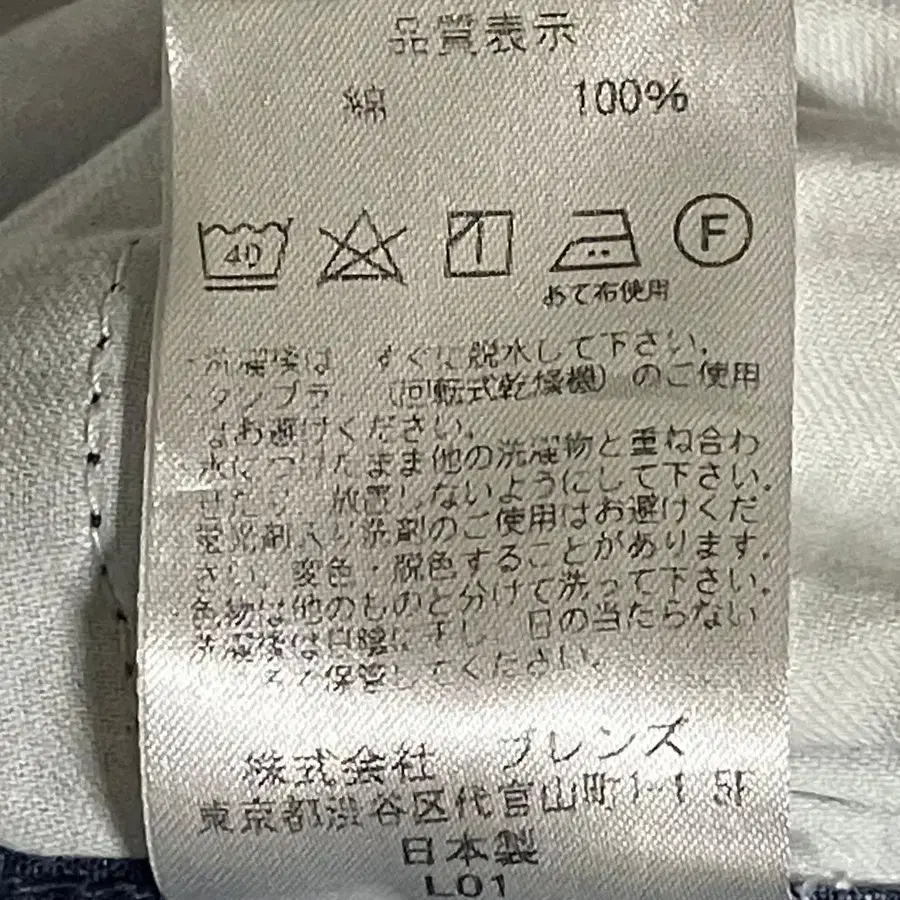 品質表示
綿 100%
40 F
あて布使用
・洗濯後は すぐに脱水して下さい。
・タンブラー(回転式乾燥機)のご使用
はお避けください。
水につけたまま他の洗濯物と重ね合わ
せたり 放置しないようにして下さい。
蛍光剤入り洗剤のご使用はお避けくだ
さい。変色・脱色することがあります。
色物は他のものと分けて洗って下さい。
洗濯後は日陰に干し 日の当たらない
保管してください。
株式会社 ブレンズ
東京都渋谷区代官山町1-1 5F
日本製
L01